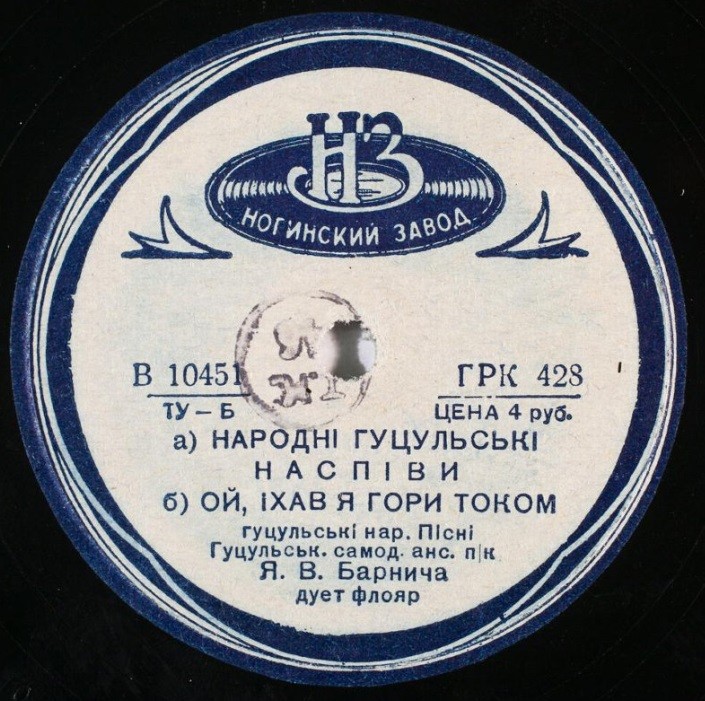 НЗ
НОГИНСКИЙ ЗАВОД
В 10451 ГРК 428
ТУ – Б ЦЕНА 4 руб.
а) НАРОДНІ ГУЦУЛЬСЬКІ
НАСПІВИ
б) ОЙ, ІХАВ Я ГОРИ ТОКОМ
гуцульські нар. Пісні
Гуцульськ. самод. анс. п|к
Я. В. Барнича
дует флояр